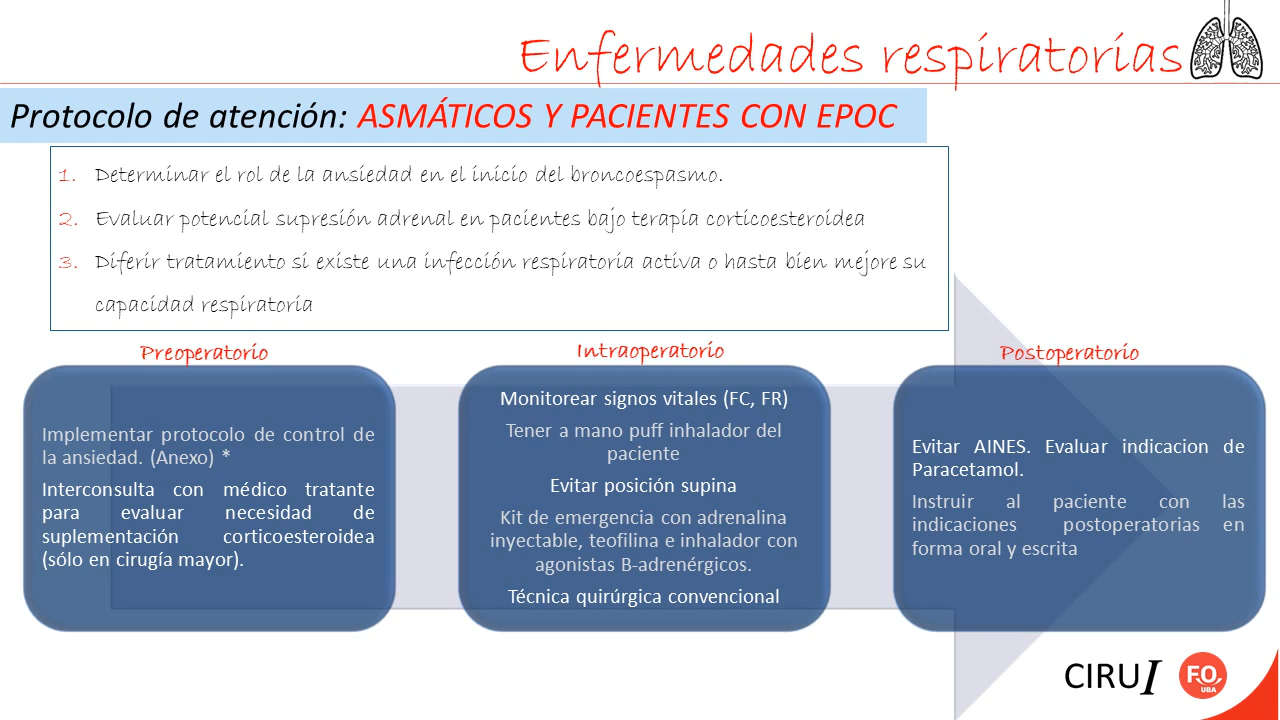 Enfermedades respiratorias
Protocolo de atención: ASMÁTICOS Y PACIENTES CON EPOC
1. Determinar el rol de la ansiedad en el inicio del broncoespasmo.
2. Evaluar potencial supresión adrenal en pacientes bajo terapia corticoesteroidea
3. Diferir tratamiento si existe una infección respiratoria activa o hasta bien mejore su
capacidad respiratoria
Preoperatorio
Implementar protocolo de control de
la ansiedad. (Anexo) *
Interconsulta con médico tratante
para evaluar necesidad de
suplementación corticoesteroidea
(sólo en cirugía mayor).
Intraoperatorio
Monitorear signos vitales (FC, FR)
Tener a mano puff inhalador del
paciente
Evitar posición supina
Kit de emergencia con adrenalina
inyectable, teofilina e inhalador con
agonistas B-adrenérgicos.
Técnica quirúrgica convencional
Postoperatorio
Evitar AINES. Evaluar indicacion de
Paracetamol.
Instruir al paciente con las
indicaciones postoperatorias en
forma oral y escrita
CIRUI
F.O.
UBA